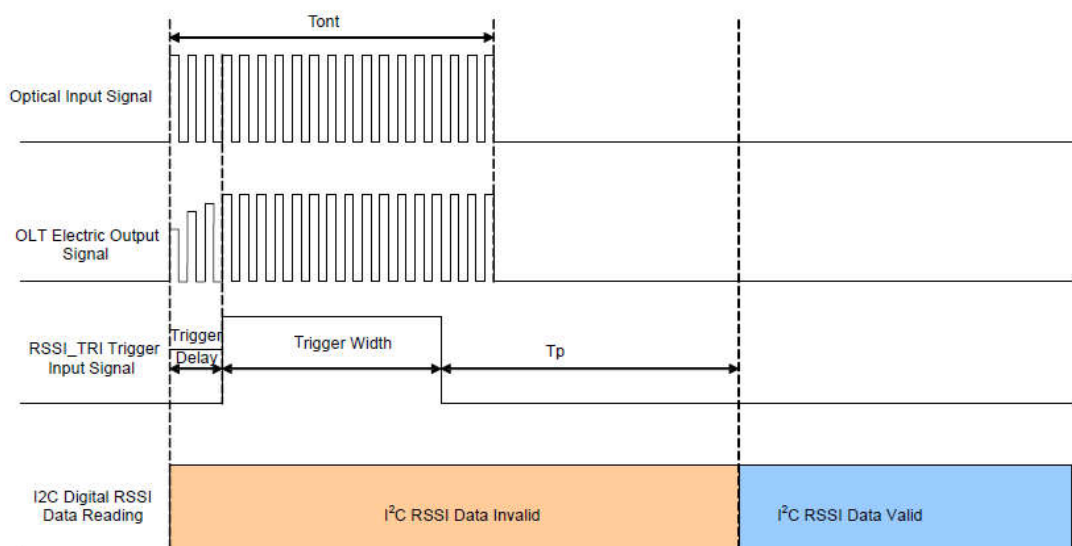 Tont
Optical Input Signal
OLT Electric Output
Signal
RSSI_TRI Trigger
Input Signal
Trigger
Delay
Trigger Width
Tp
I2C Digital RSSI
Data Reading
I²C RSSI Data Invalid
I²C RSSI Data Valid